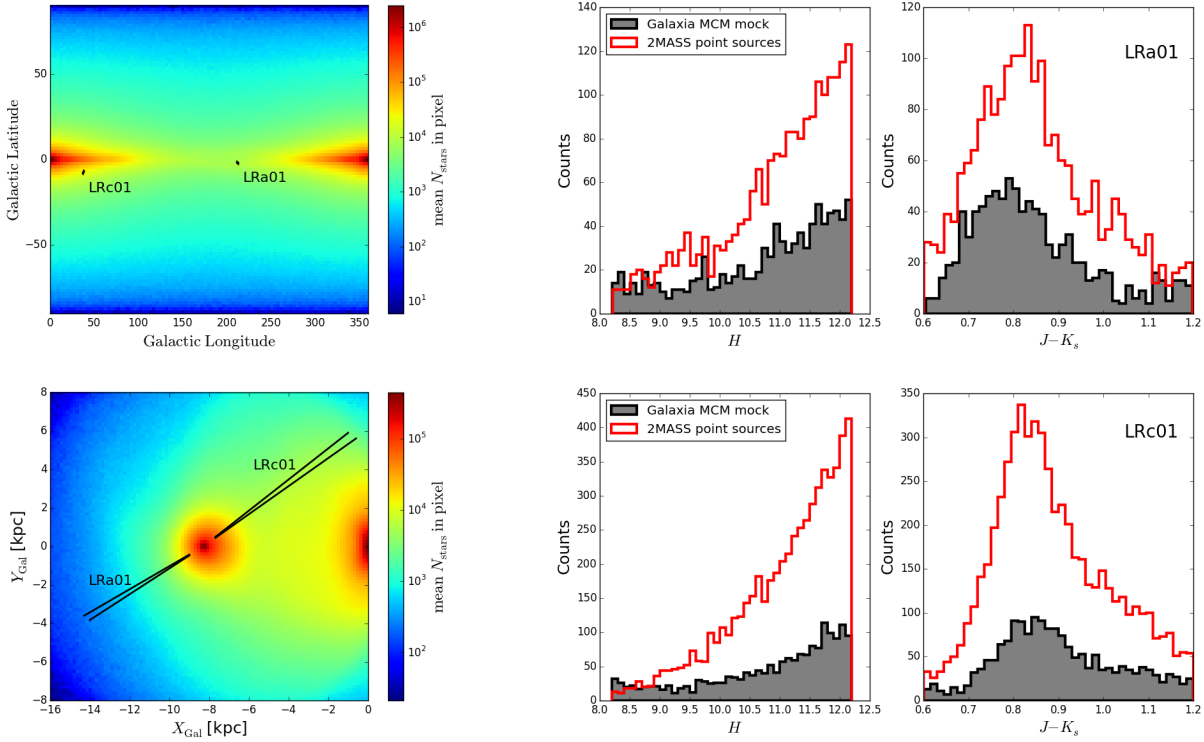 50
0
−50
Galactic Latitude
LRc01
LRa01
0 50 100 150 200 250 300 350
Galactic Longitude
10^6
10^5
10^4
10^3
10^2
10^1
mean N_stars in pixel
140
120
100
80
60
40
20
0
Counts
Galaxia MCM mock
2MASS point sources
8.0 8.5 9.0 9.5 10.0 10.5 11.0 11.5 12.0 12.5
H
120
100
80
60
40
20
0
Counts
LRa01
0.6 0.7 0.8 0.9 1.0 1.1 1.2
J−K_s
8
6
4
2
0
−2
−4
−6
−8
Y_Gal [kpc]
LRc01
LRa01
−16 −14 −12 −10 −8 −6 −4 −2 0
X_Gal [kpc]
10^5
10^4
10^3
10^2
mean N_stars in pixel
450
400
350
300
250
200
150
100
50
0
Counts
Galaxia MCM mock
2MASS point sources
8.0 8.5 9.0 9.5 10.0 10.5 11.0 11.5 12.0 12.5
H
350
300
250
200
150
100
50
0
Counts
LRc01
0.6 0.7 0.8 0.9 1.0 1.1 1.2
J−K_s